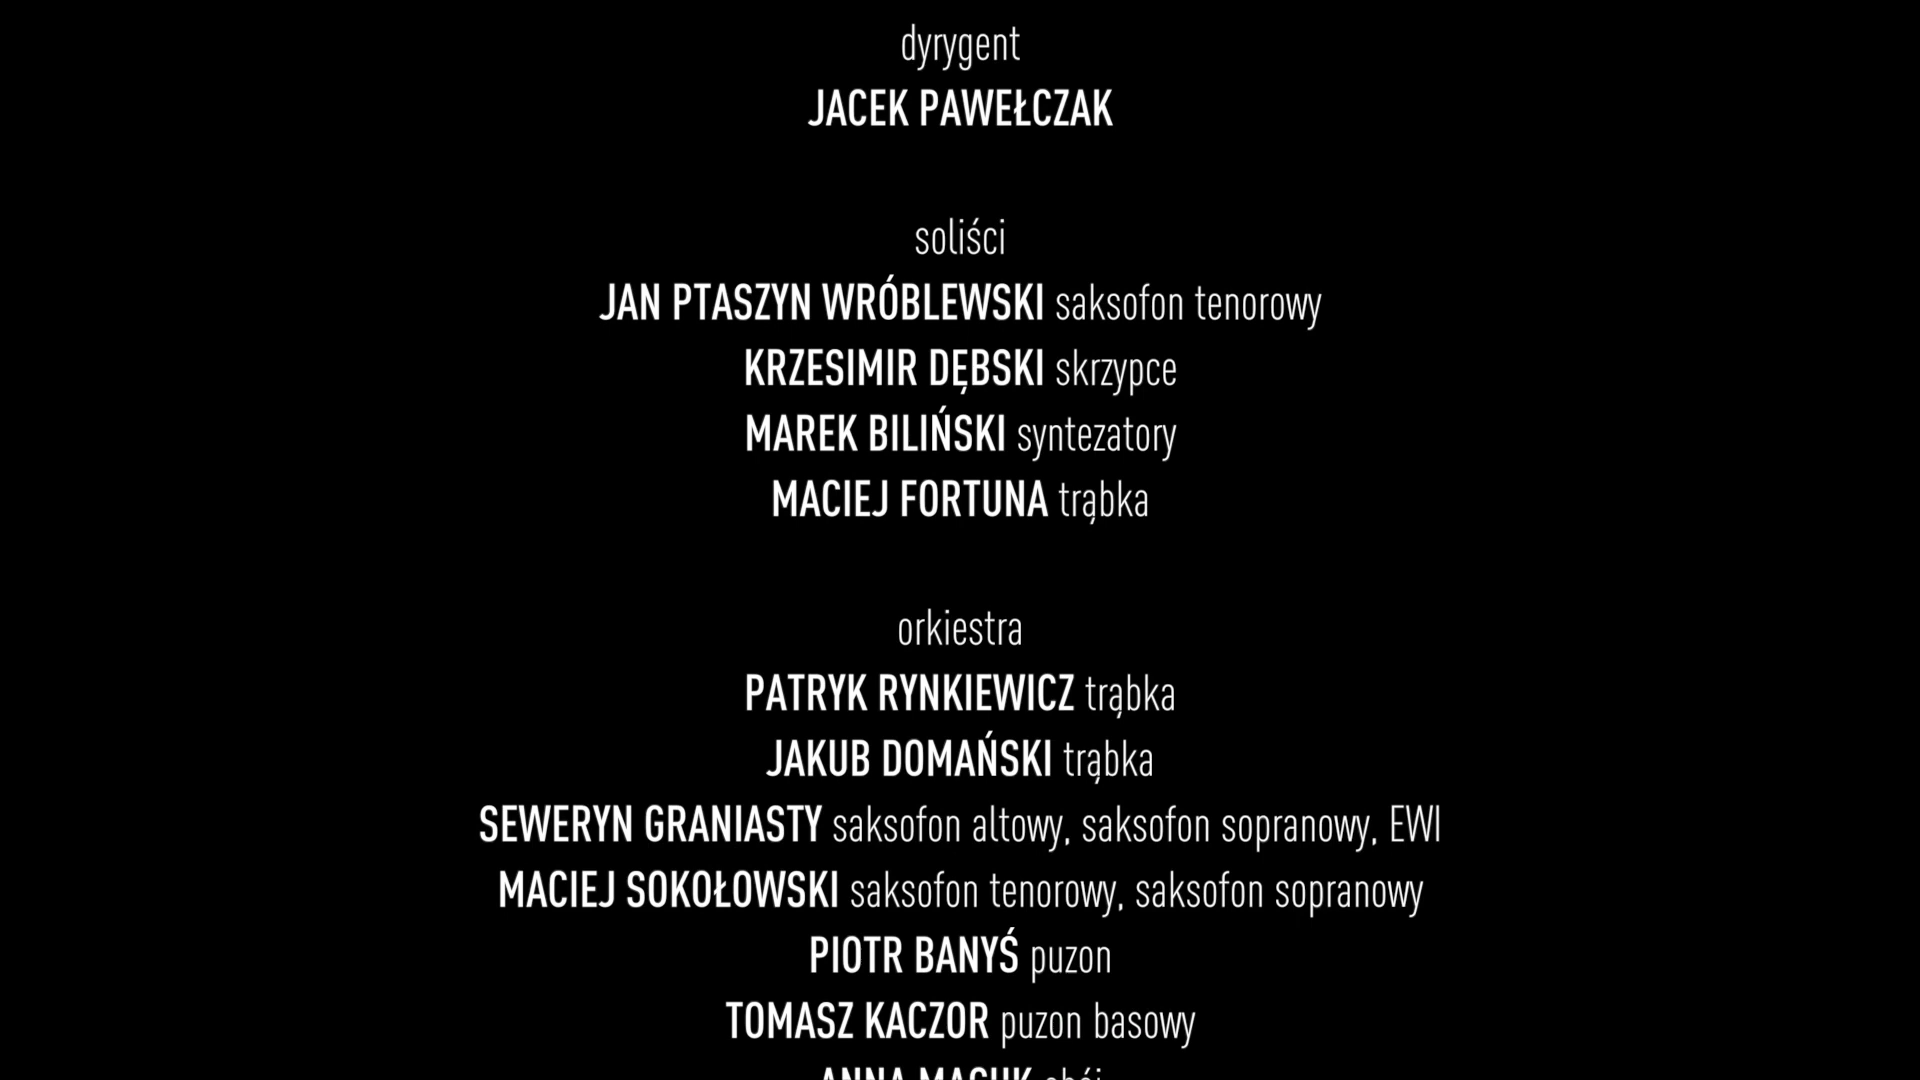 dyrygent
JACEK PAWEŁCZAK
soliści
JAN PTASZYN WRÓBLEWSKI saksofon tenorowy
KRZESIMIR DĘBSKI skrzypce
MAREK BILIŃSKI syntezatory
MACIEJ FORTUNA trąbka
orkiestra
PATRYK RYNKIEWICZ trąbka
JAKUB DOMAŃSKI trąbka
SEWERYN GRANIASTY saksofon altowy, saksofon sopranowy, EWI
MACIEJ SOKOŁOWSKI saksofon tenorowy, saksofon sopranowy
PIOTR BANYŚ puzon
TOMASZ KACZOR puzon basowy
ANNA